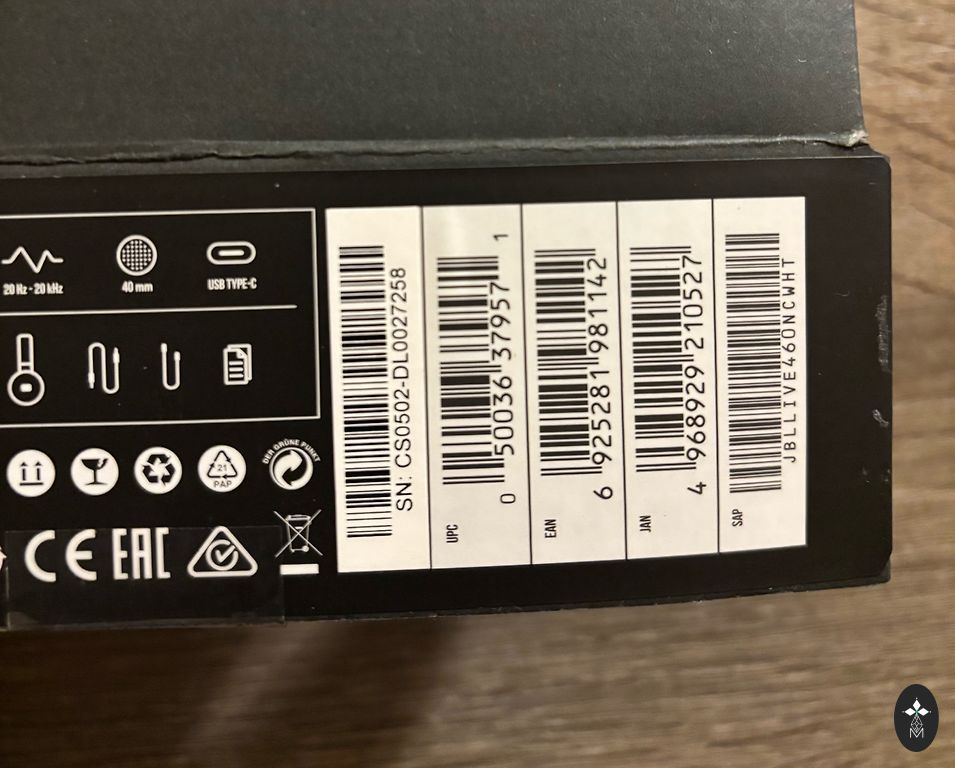 20 Hz - 20 kHz
40 mm
USB TYPE-C
DER GRÜNE PUNKT
21
PAP
CE EAC
SN: CS0502-DL0027258
UPC
0 50036 37957 1
EAN
6 925281 981142
JAN
4 968929 210527
SAP
JBLLIVE460NCWHT
M